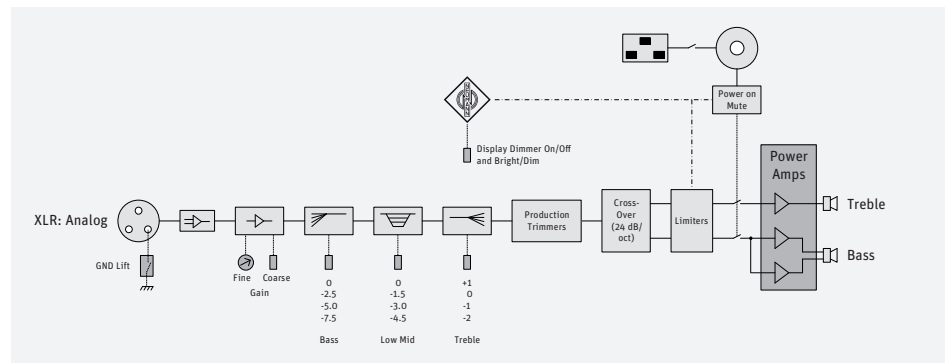 Power on
Mute
Display Dimmer On/Off
and Bright/Dim
Power
Amps
XLR: Analog
Production
Trimmers
Cross-
Over
(24 dB/
oct)
Limiters
Treble
Bass
GND Lift
Fine
Coarse
Gain
0
-2.5
-5.0
-7.5
Bass
0
-1.5
-3.0
-4.5
Low Mid
+1
0
-1
-2
Treble